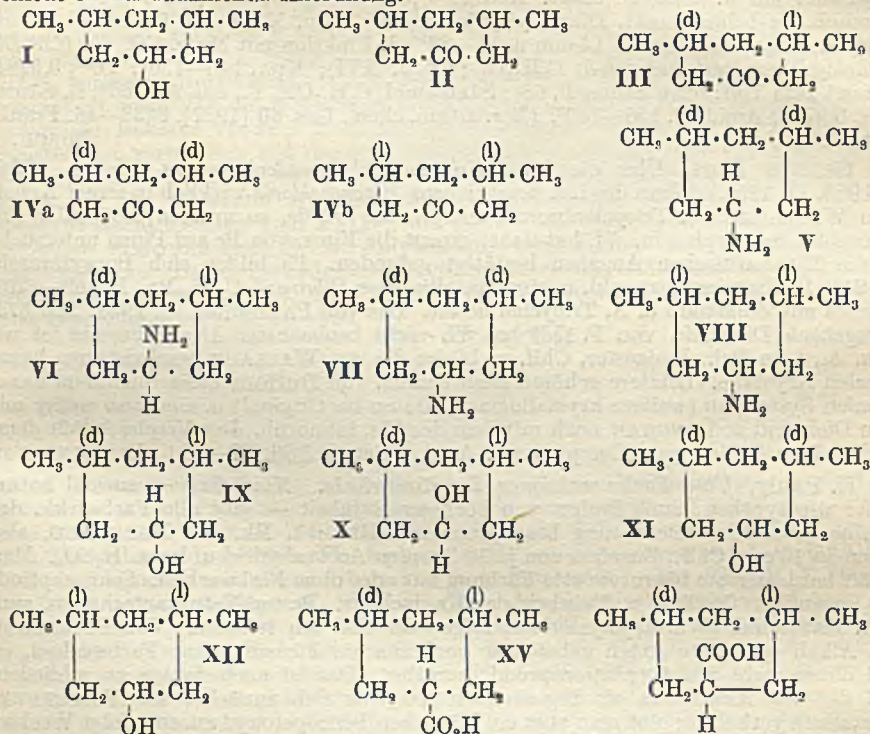 CH₃·CH·CH₂·CH·CH₃ CH₃·CH·CH₂·CH·CH₃ (d) (l)
I CH₂·CH·CH₂ CH₂·CO·CH₂ CH₃·CH·CH₂·CH·CH₃
OH II III CH₂·CO·CH₂
(d) (d)
(d) (d) (l) (l) CH₃·CH·CH₂·CH·CH₃
CH₃·CH·CH₂·CH·CH₃ CH₃·CH·CH₂·CH·CH₃ H
IVa CH₂·CO·CH₂ IVb CH₂·CO·CH₂ CH₂·C·CH₂
NH₂ V
(d) (l) (d) (d) (l) (l)
CH₃·CH·CH₂·CH·CH₃ CH₃·CH·CH₂·CH·CH₃ CH₃·CH·CH₂·CH·CH₃
NH₂ VIII
VI CH₂·C·CH₂ VII CH₂·CH·CH₂ CH₂·CH·CH₂
H NH₂ NH₂
(d) (l) (d) (l) (d) (d)
CH₃·CH·CH₂·CH·CH₃ CH₃·CH·CH₂·CH·CH₃ CH₃·CH·CH₂·CH·CH₃
H IX OH
CH₂·C·CH₂ X CH₂·C·CH₂ XI CH₂·CH·CH₂
OH H OH
(l) (l) (d) (l) (d) (l)
CH₃·CH·CH₂·CH·CH₃ CH₃·CH·CH₂·CH·CH₃ CH₃·CH·CH₂·CH·CH₃
XII H XV COOH
CH₂·CH·CH₂ CH₂·C·CH₂ CH₂·C—CH₂
OH CO₂H H